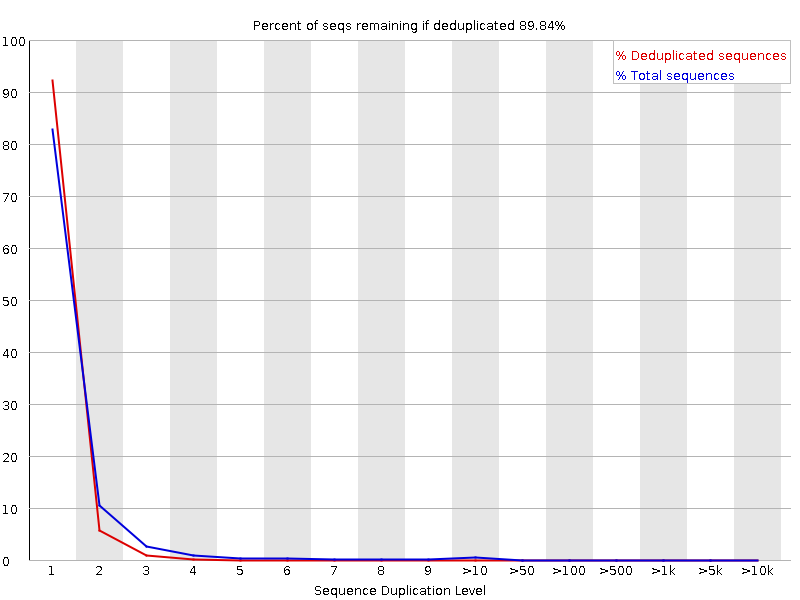 Percent of seqs remaining if deduplicated 89.84%
% Deduplicated sequences
% Total sequences
100
90
80
70
60
50
40
30
20
10
0
1 2 3 4 5 6 7 8 9 >10 >50 >100 >500 >1k >5k >10k
Sequence Duplication Level